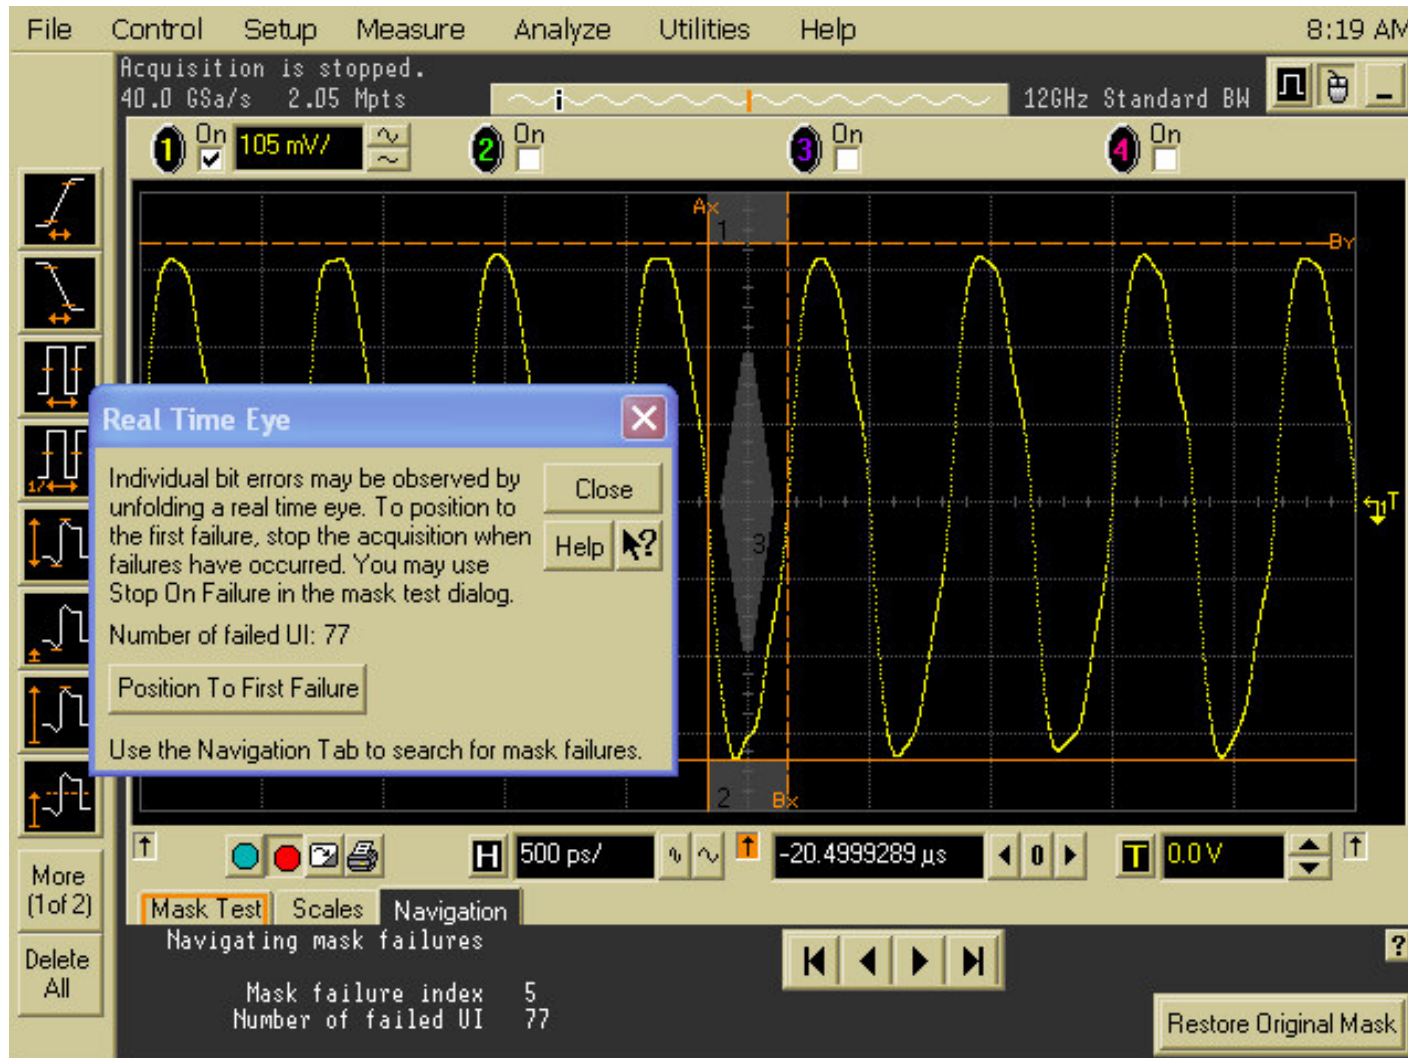 File Control Setup Measure Analyze Utilities Help 8:19 AM
Acquisition is stopped.
40.0 GSa/s 2.05 Mpts
12GHz Standard BW
1 On 105 mV/ 2 On 3 On 4 On
Ax
1
By
Real Time Eye
Individual bit errors may be observed by
unfolding a real time eye. To position to
the first failure, stop the acquisition when
failures have occurred. You may use
Stop On Failure in the mask test dialog.
Close
Help
Number of failed UI: 77
Position To First Failure
Use the Navigation Tab to search for mask failures.
3
T
2
Bx
H 500 ps/ -20.4999289 µs 0 T 0.0 V
More
(1of 2)
Delete
All
Mask Test Scales Navigation
Navigating mask failures
Mask failure index 5
Number of failed UI 77
?
Restore Original Mask